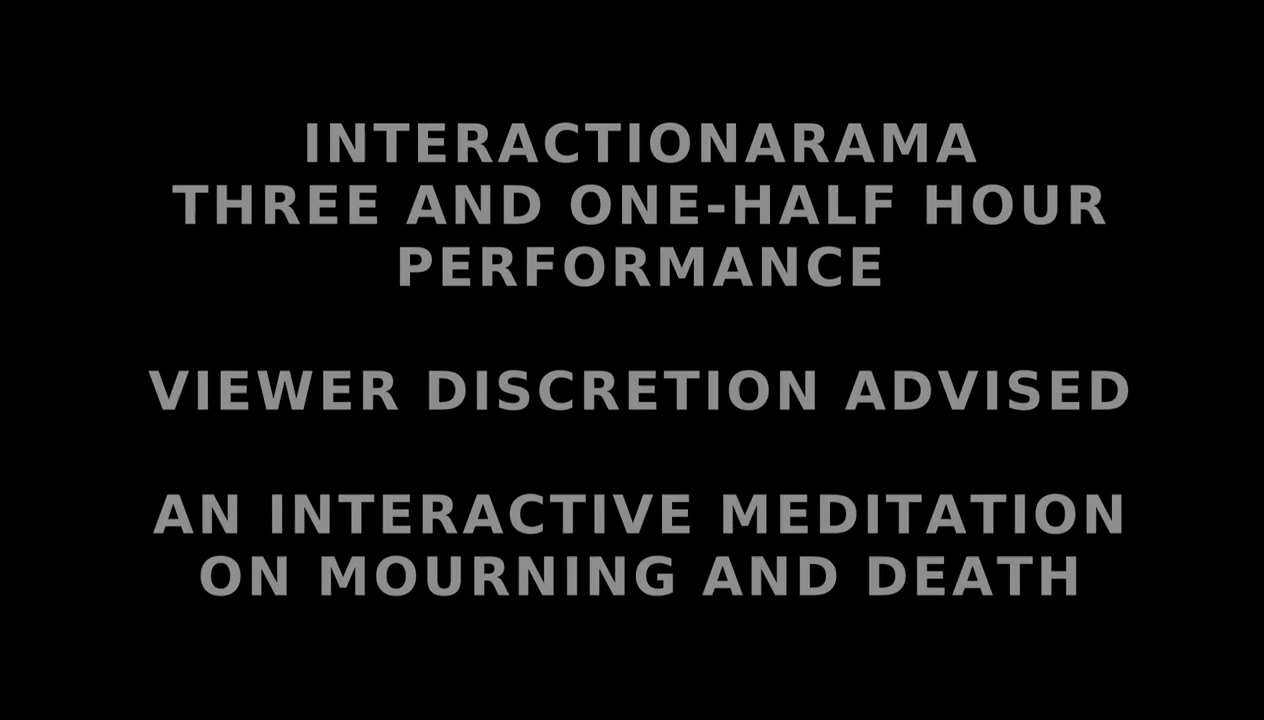 INTERACTIONARAMA
THREE AND ONE-HALF HOUR
PERFORMANCE
VIEWER DISCRETION ADVISED
AN INTERACTIVE MEDITATION
ON MOURNING AND DEATH